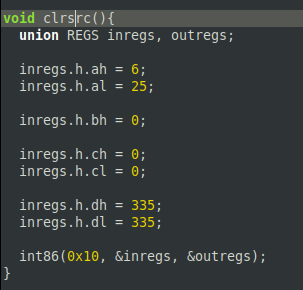 void clrsrc(){
union REGS inregs, outregs;
inregs.h.ah = 6;
inregs.h.al = 25;
inregs.h.bh = 0;
inregs.h.ch = 0;
inregs.h.cl = 0;
inregs.h.dh = 335;
inregs.h.dl = 335;
int86(0x10, &inregs, &outregs);
}